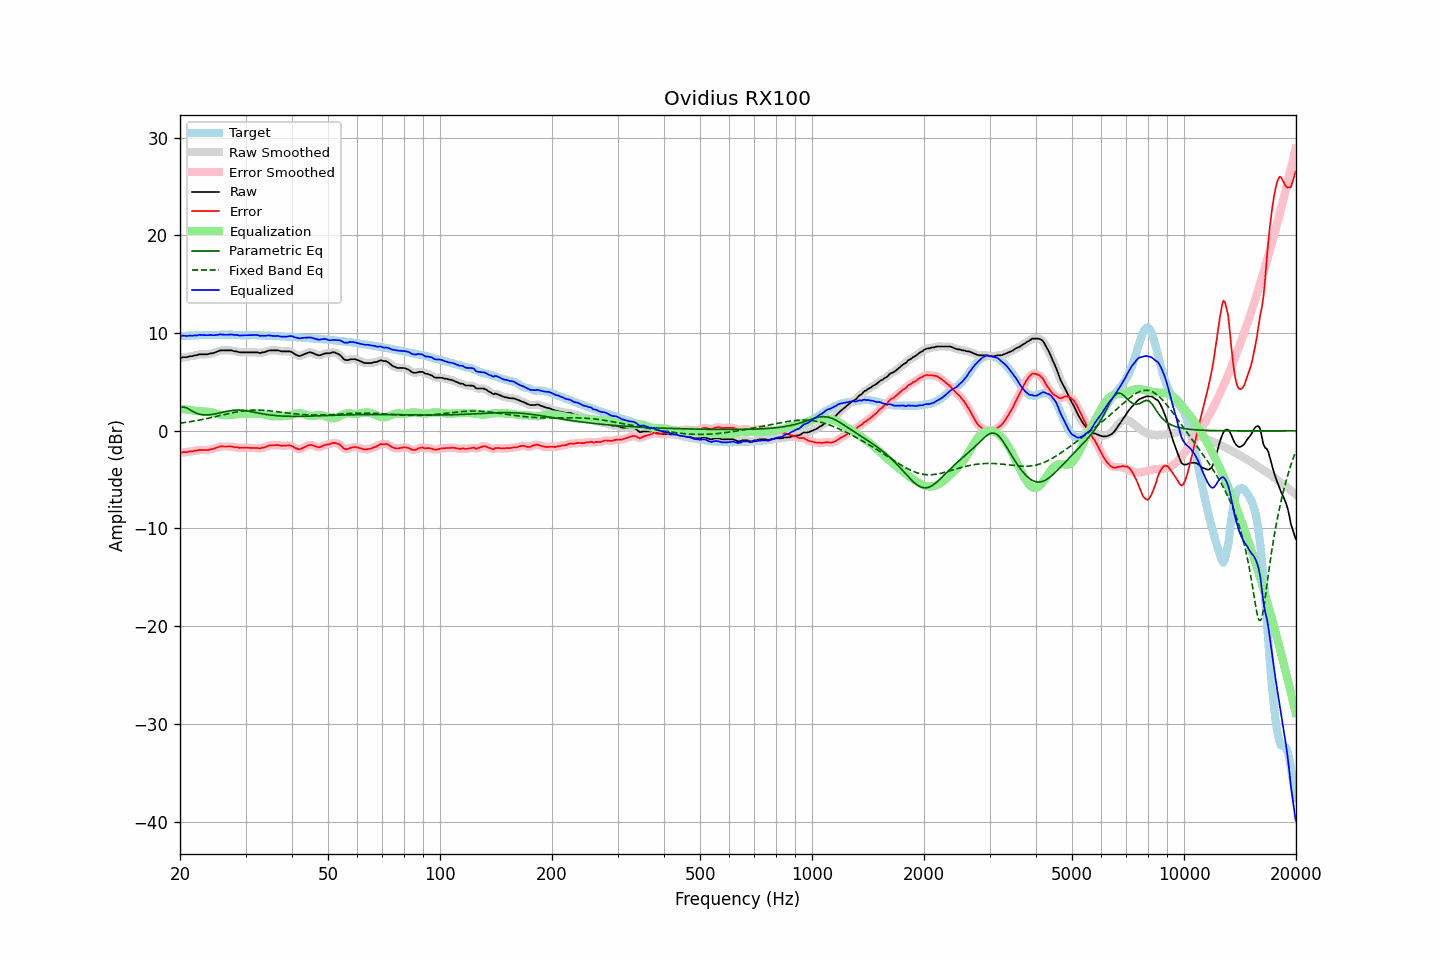 Ovidius RX100
Target
Raw Smoothed
Error Smoothed
Raw
Error
Equalization
Parametric Eq
Fixed Band Eq
Equalized
30
20
10
0
−10
−20
−30
−40
Amplitude (dBr)
20
50
100
200
500
1000
2000
5000
10000
20000
Frequency (Hz)